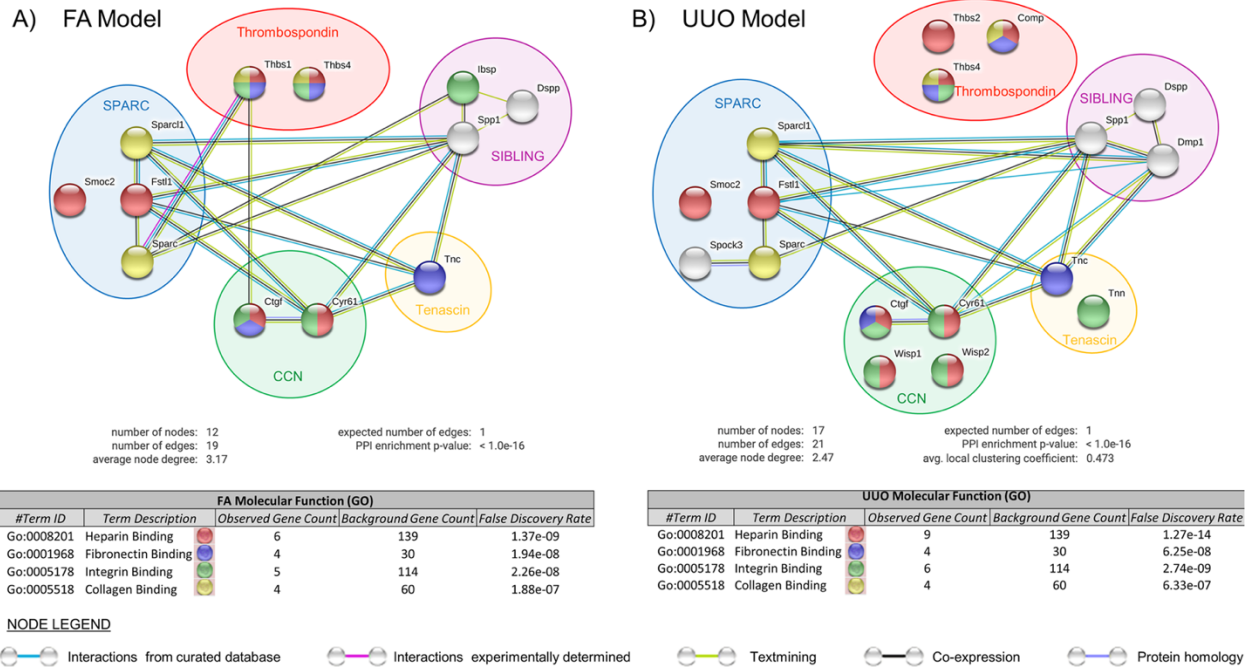 A) FA Model
Thrombospondin
Thbs1
Thbs4
SPARC
Sparcl1
Smoc2
Fstl1
Sparc
Ibsp
Dspp
Spp1
SIBLING
Tnc
Tenascin
Ctgf
Cyr61
CCN
number of nodes: 12
number of edges: 19
average node degree: 3.17
expected number of edges: 1
PPI enrichment p-value: < 1.0e-16
B) UUO Model
Thbs2
Comp
Thbs4
Thrombospondin
SPARC
Sparcl1
Smoc2
Fstl1
Spock3
Sparc
SIBLING
Dspp
Spp1
Dmp1
Tnc
Tnn
Tenascin
Ctgf
Cyr61
Wisp1
Wisp2
CCN
number of nodes: 17
number of edges: 21
average node degree: 2.47
expected number of edges: 1
PPI enrichment p-value: < 1.0e-16
avg. local clustering coefficient: 0.473
FA Molecular Function (GO)
#Term ID Term Description Observed Gene Count Background Gene Count False Discovery Rate
Go:0008201 Heparin Binding 6 139 1.37e-09
Go:0001968 Fibronectin Binding 4 30 1.94e-08
Go:0005178 Integrin Binding 5 114 2.26e-08
Go:0005518 Collagen Binding 4 60 1.88e-07
UUO Molecular Function (GO)
#Term ID Term Description Observed Gene Count Background Gene Count False Discovery Rate
Go:0008201 Heparin Binding 9 139 1.27e-14
Go:0001968 Fibronectin Binding 4 30 6.25e-08
Go:0005178 Integrin Binding 6 114 2.74e-09
Go:0005518 Collagen Binding 4 60 6.33e-07
NODE LEGEND
Interactions from curated database
Interactions experimentally determined
Textmining
Co-expression
Protein homology